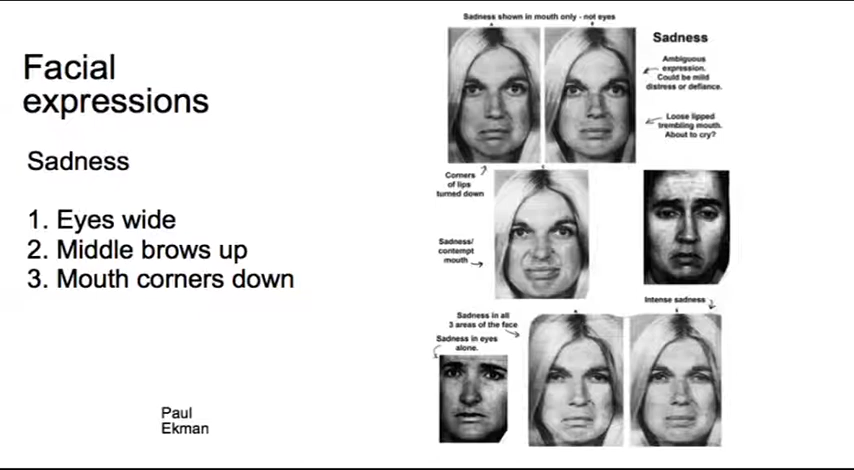 Facial
expressions
Sadness
1. Eyes wide
2. Middle brows up
3. Mouth corners down
Paul
Ekman
Sadness shown in mouth only - not eyes
Sadness
Ambiguous
expression.
Could be mild
distress or defiance.
Loose lipped
trembling mouth.
About to cry?
Corners
of lips
turned down
Sadness/
contempt
mouth
Intense sadness
Sadness in all
3 areas of the face
Sadness in eyes
alone.